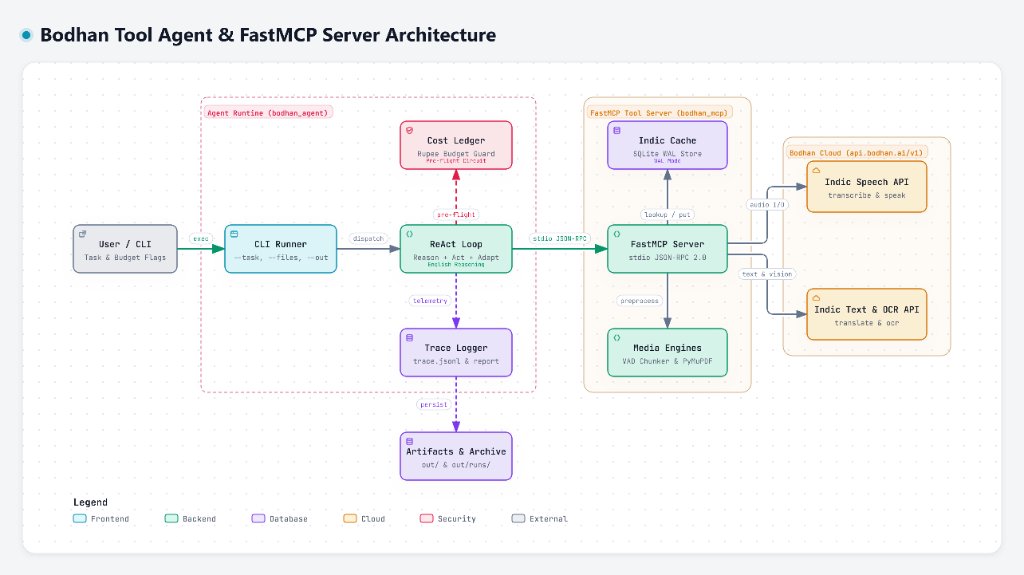 Bodhan Tool Agent & FastMCP Server Architecture
Agent Runtime (bodhan_agent)
Cost Ledger
Rupee Budget Guard
Pre-flight Circuit
pre-flight
FastMCP Tool Server (bodhan_mcp)
Indic Cache
SQLite WAL Store
WAL Mode
lookup / put
Bodhan Cloud (api.bodhan.ai/v1)
Indic Speech API
transcribe & speak
audio I/O
User / CLI
Task & Budget Flags
exec
CLI Runner
--task, --files, --out
dispatch
ReAct Loop
Reason + Act + Adapt
English Reasoning
stdio JSON-RPC
FastMCP Server
stdio JSON-RPC 2.0
text & vision
telemetry
preprocess
Indic Text & OCR API
translate & ocr
Trace Logger
trace.jsonl & report
Media Engines
VAD Chunker & PyMuPDF
persist
Artifacts & Archive
out/ & out/runs/
Legend
Frontend
Backend
Database
Cloud
Security
External